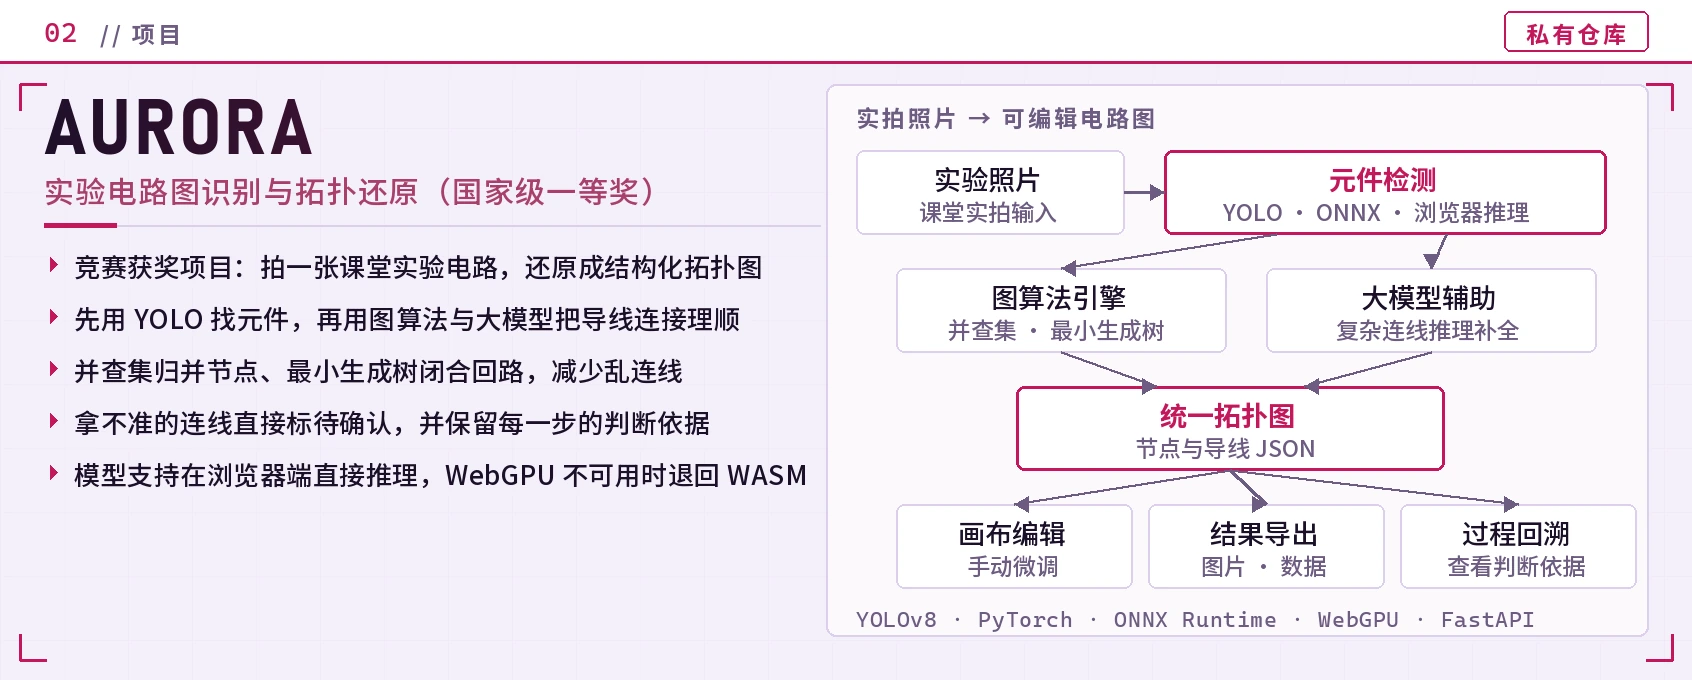 02 // 项目
私有仓库
AURORA
实验电路图识别与拓扑还原（国家级一等奖）
竞赛获奖项目：拍一张课堂实验电路，还原成结构化拓扑图
先用 YOLO 找元件，再用图算法与大模型把导线连接理顺
并查集归并节点、最小生成树闭合回路，减少乱连线
拿不准的连线直接标待确认，并保留每一步的判断依据
模型支持在浏览器端直接推理，WebGPU 不可用时退回 WASM
实拍照片 → 可编辑电路图
实验照片
课堂实拍输入
元件检测
YOLO · ONNX · 浏览器推理
图算法引擎
并查集 · 最小生成树
大模型辅助
复杂连线推理补全
统一拓扑图
节点与导线 JSON
画布编辑
手动微调
结果导出
图片 · 数据
过程回溯
查看判断依据
YOLOv8 · PyTorch · ONNX Runtime · WebGPU · FastAPI